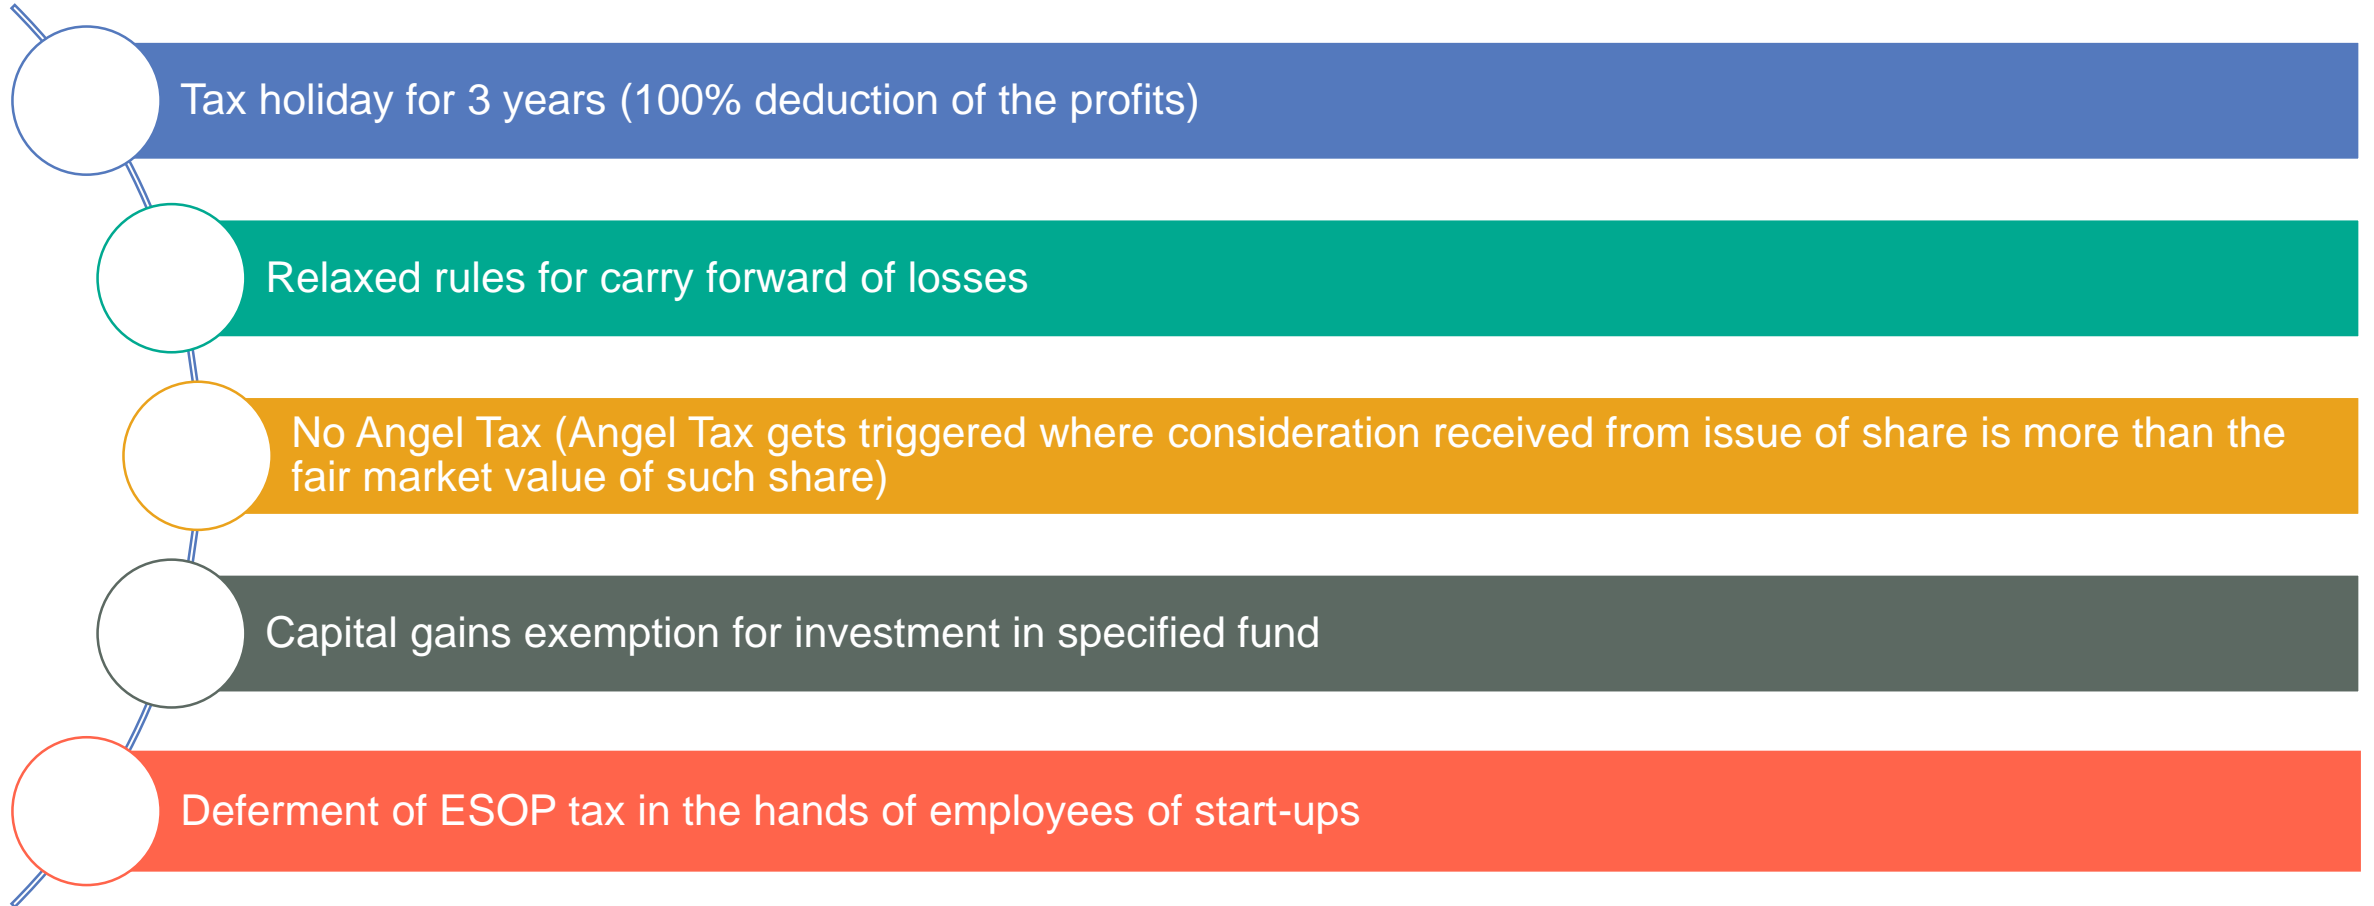 Tax holiday for 3 years (100% deduction of the profits)
Relaxed rules for carry forward of losses
No Angel Tax (Angel Tax gets triggered where consideration received from issue of share is more than the
fair market value of such share)
Capital gains exemption for investment in specified fund
Deferment of ESOP tax in the hands of employees of start-ups